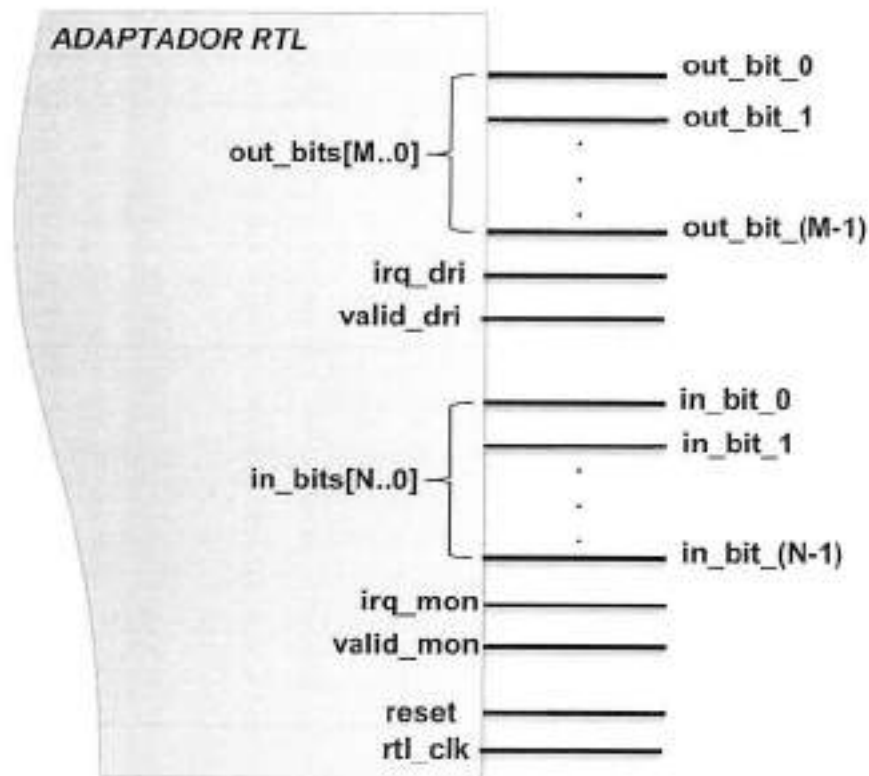 ADAPTADOR RTL
out_bit_0
out_bit_1
out_bits[M..0]
out_bit_(M-1)
irq_dri
valid_dri
in_bit_0
in_bit_1
in_bits[N..0]
in_bit_(N-1)
irq_mon
valid_mon
reset
rtl_clk